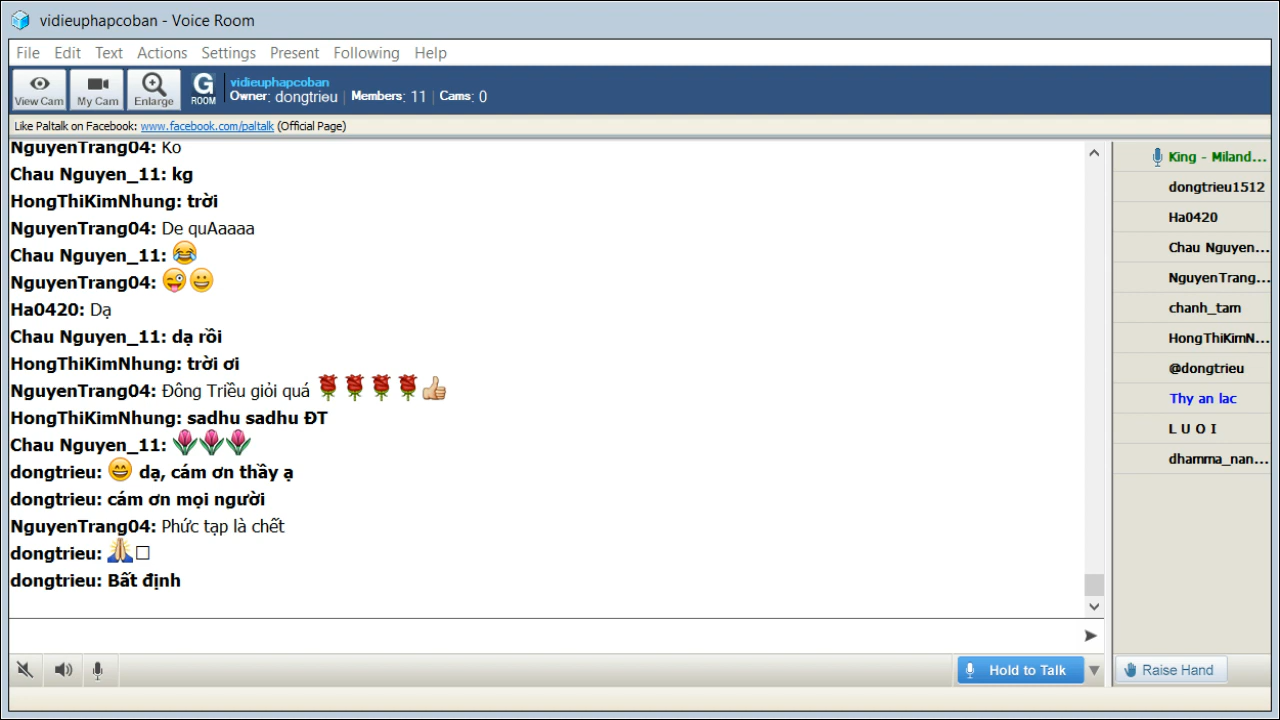 vidieuphapcoban - Voice Room
File Edit Text Actions Settings Present Following Help
View Cam
My Cam
Enlarge
G
ROOM
vidieuphapcoban
Owner: dongtrieu | Members: 11 | Cams: 0
Like Paltalk on Facebook: www.facebook.com/paltalk (Official Page)
NguyenTrang04: Ko
Chau Nguyen_11: kg
HongThiKimNhung: trời
NguyenTrang04: De quAaaaa
Chau Nguyen_11: 😂
NguyenTrang04: 😜😀
Ha0420: Dạ
Chau Nguyen_11: dạ rồi
HongThiKimNhung: trời ơi
NguyenTrang04: Đông Triều giỏi quá 🌹🌹🌹🌹👍🏼
HongThiKimNhung: sadhu sadhu ĐT
Chau Nguyen_11: 🌷🌷🌷
dongtrieu: 😄 dạ, cám ơn thầy ạ
dongtrieu: cám ơn mọi người
NguyenTrang04: Phức tạp là chết
dongtrieu: 🙏□
dongtrieu: Bất định
King - Miland...
dongtrieu1512
Ha0420
Chau Nguyen...
NguyenTrang...
chanh_tam
HongThiKimN...
@dongtrieu
Thy an lac
L U O I
dhamma_nan...
Hold to Talk
Raise Hand